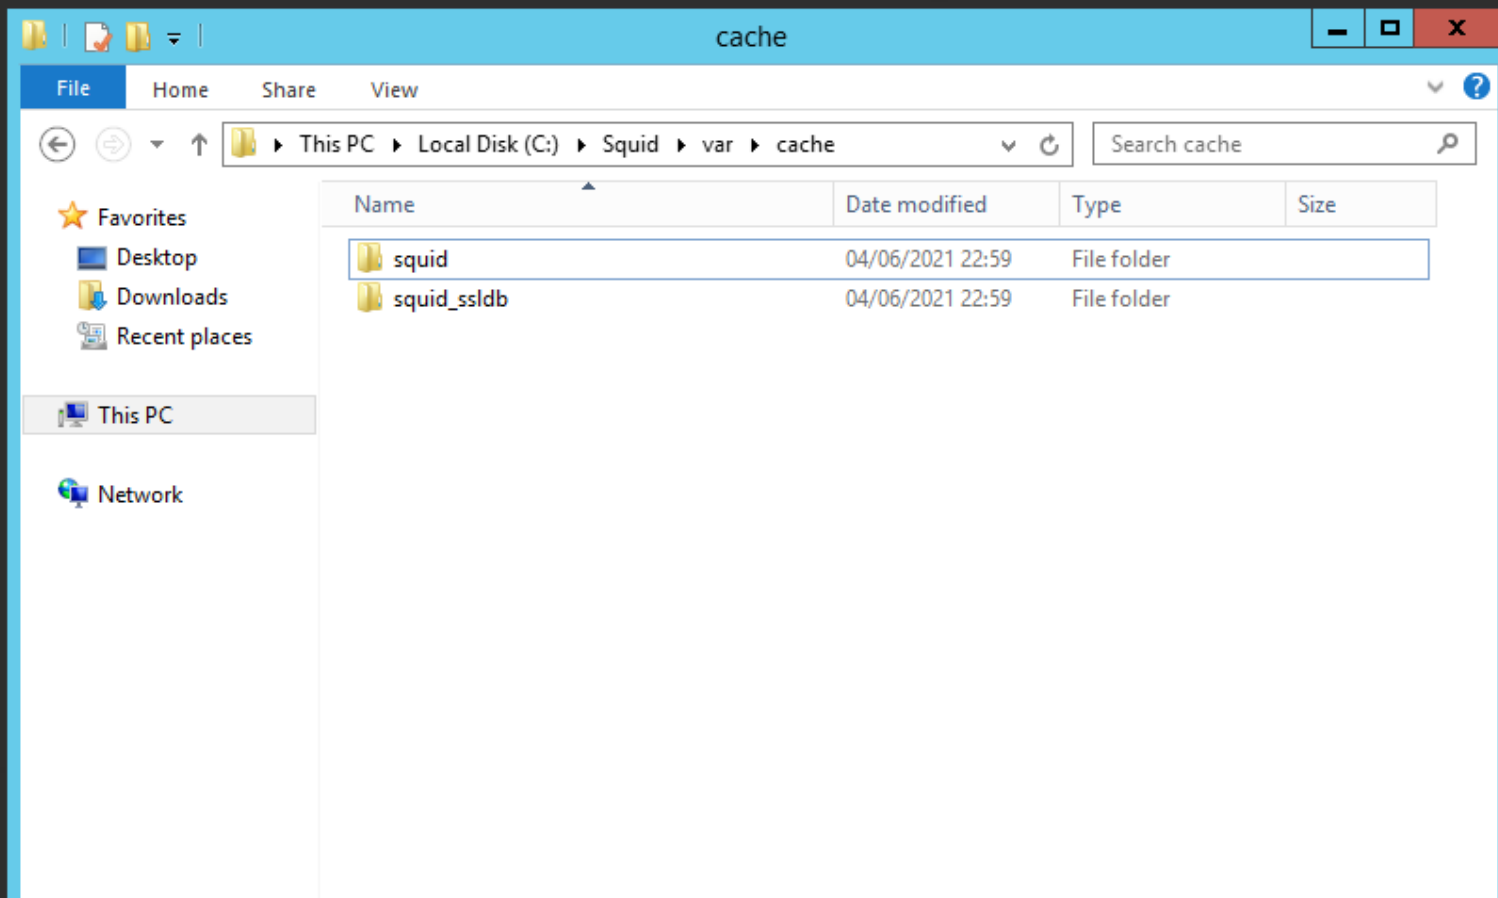 cache
File Home Share View
This PC Local Disk (C:) Squid var cache Search cache
Name Date modified Type Size
Favorites
Desktop
Downloads
Recent places
This PC
Network
squid 04/06/2021 22:59 File folder
squid_ssldb 04/06/2021 22:59 File folder